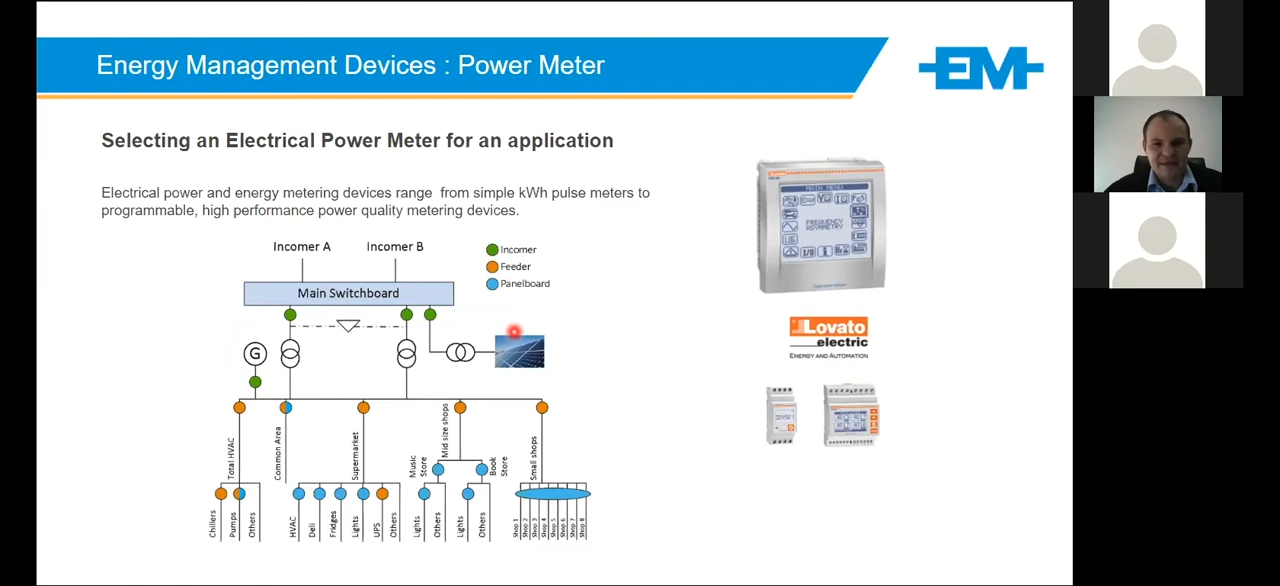 Energy Management Devices : Power Meter
EM
Selecting an Electrical Power Meter for an application
Electrical power and energy metering devices range from simple kWh pulse meters to
programmable, high performance power quality metering devices.
Incomer A
Incomer B
Incomer
Feeder
Panelboard
Main Switchboard
G
Total HVAC
Common Area
Supermarket
Mid size shops
Small shops
Music
Store
Book
Store
Chillers
Pumps
Others
HVAC
Deli
Fridges
Lights
UPS
Others
Lights
Others
Lights
Others
Shop 1
Shop 2
Shop 3
Shop 4
Shop 5
Shop 6
Shop 7
Shop 8
MAIN MENU
FREQUENCY
ASYMMETRY
LOG
I/O
Lovato
electric
ENERGY AND AUTOMATION